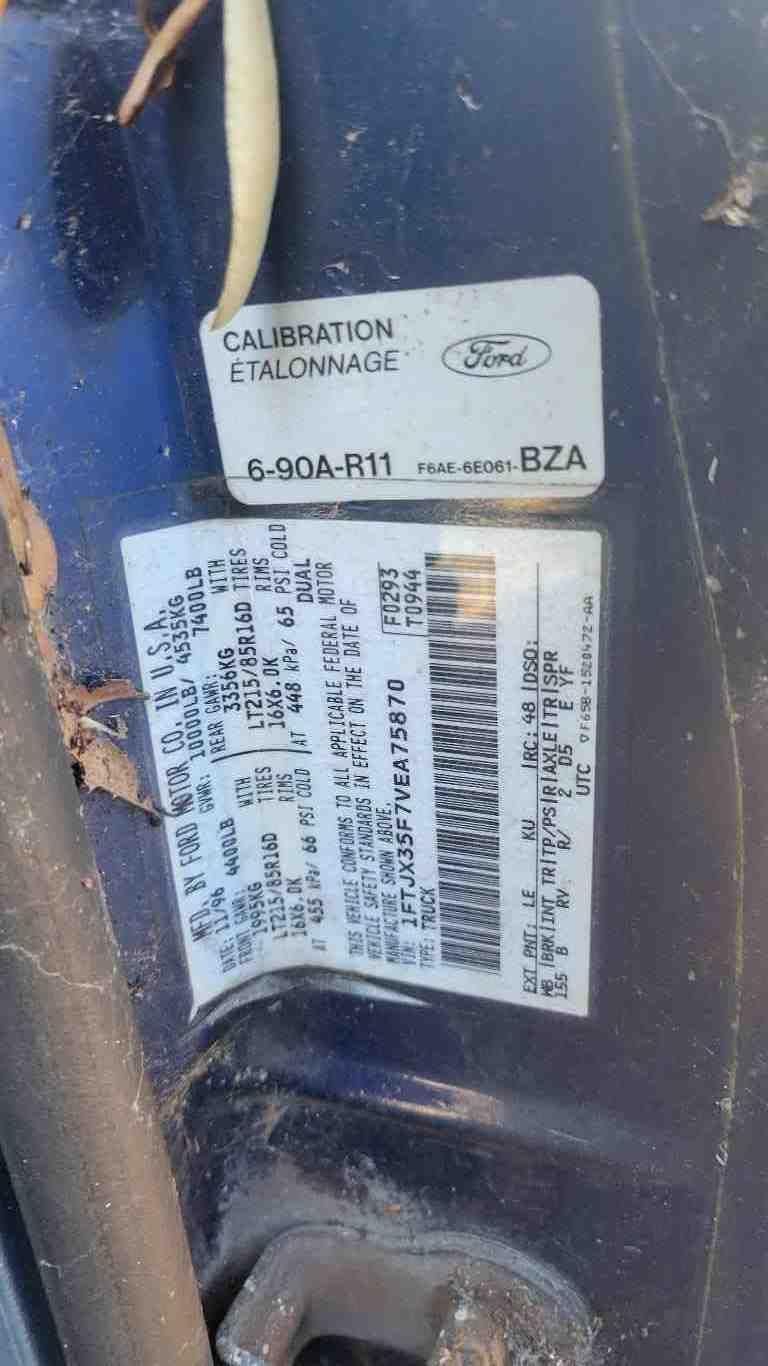 CALIBRATION
ÉTALONNAGE
Ford
6-90A-R11 F6AE-6E061-BZA
MFD. BY FORD MOTOR CO. IN U.S.A.
DATE: 11/96 GVWR: 10000LB/ 4535KG
FRONT GAWR: 4400LB REAR GAWR: 7400LB
1995KG WITH 3356KG WITH
LT215/85R16D TIRES LT215/85R16D TIRES
16X6.0K RIMS 16X6.0K RIMS
AT 455 kPa/ 66 PSI COLD AT 448 kPa/ 65 PSI COLD
DUAL
THIS VEHICLE CONFORMS TO ALL APPLICABLE FEDERAL MOTOR
VEHICLE SAFETY STANDARDS IN EFFECT ON THE DATE OF
MANUFACTURE SHOWN ABOVE.
VIN: 1FTJX35F7VEA75870 F0293
TYPE: TRUCK T0944
EXT PNT: LE KU RC: 48 DSO:
WB BRK INT TR TP/PS R AXLE TR SPR
155 B RV R/ 2 D5 E YF
UTC